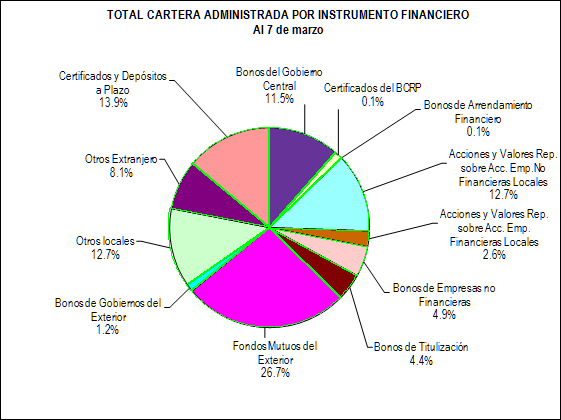 TOTAL CARTERA ADMINISTRADA POR INSTRUMENTO FINANCIERO
Al 7 de marzo
Bonos del Gobierno
Central
11.5%
Certificados del BCRP
0.1%
Bonos de Arrendamiento
Financiero
0.1%
Acciones y Valores Rep.
sobre Acc. Emp.No
Financieras Locales
12.7%
Acciones y Valores Rep.
sobre Acc. Emp.
Financieras Locales
2.6%
Bonos de Empresas no
Financieras
4.9%
Bonos de Titulización
4.4%
Fondos Mutuos del
Exterior
26.7%
Bonos de Gobiernos del
Exterior
1.2%
Otros locales
12.7%
Otros Extranjero
8.1%
Certificados y Depósitos
a Plazo
13.9%